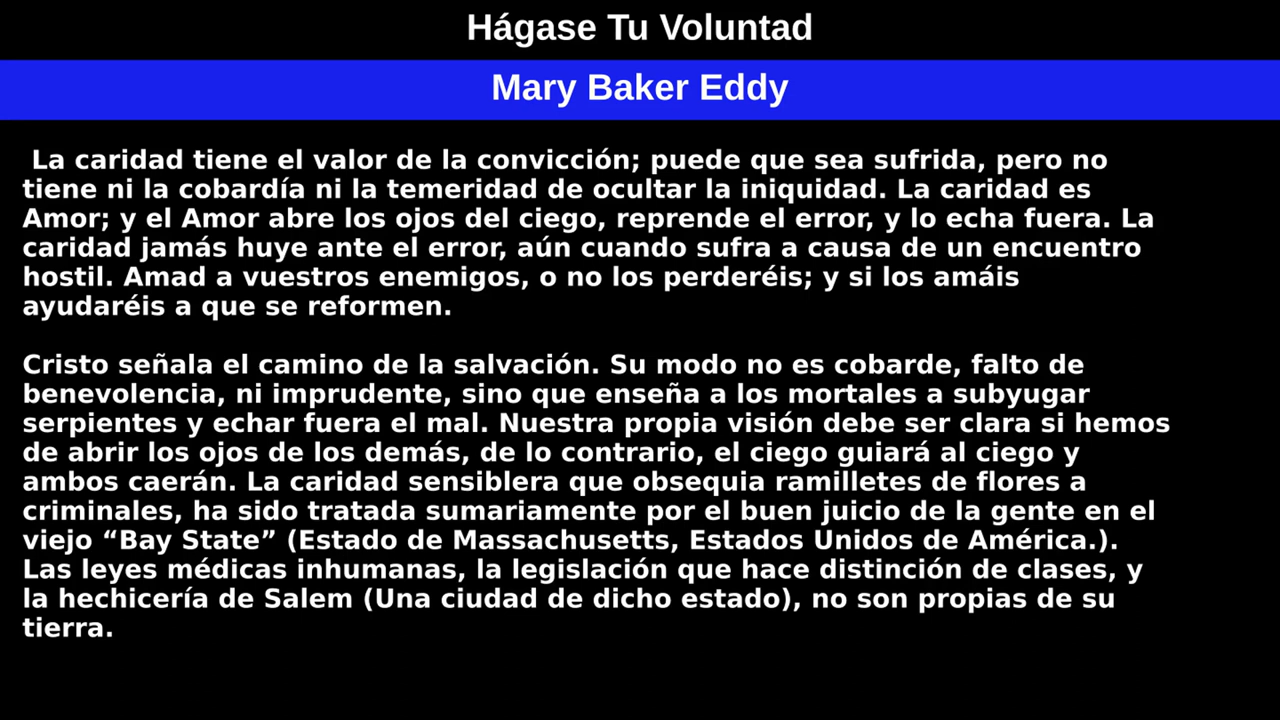 Hágase Tu Voluntad
Mary Baker Eddy
La caridad tiene el valor de la convicción; puede que sea sufrida, pero no
tiene ni la cobardía ni la temeridad de ocultar la iniquidad. La caridad es
Amor; y el Amor abre los ojos del ciego, reprende el error, y lo echa fuera. La
caridad jamás huye ante el error, aún cuando sufra a causa de un encuentro
hostil. Amad a vuestros enemigos, o no los perderéis; y si los amáis
ayudaréis a que se reformen.
Cristo señala el camino de la salvación. Su modo no es cobarde, falto de
benevolencia, ni imprudente, sino que enseña a los mortales a subyugar
serpientes y echar fuera el mal. Nuestra propia visión debe ser clara si hemos
de abrir los ojos de los demás, de lo contrario, el ciego guiará al ciego y
ambos caerán. La caridad sensiblera que obsequia ramilletes de flores a
criminales, ha sido tratada sumariamente por el buen juicio de la gente en el
viejo “Bay State” (Estado de Massachusetts, Estados Unidos de América.).
Las leyes médicas inhumanas, la legislación que hace distinción de clases, y
la hechicería de Salem (Una ciudad de dicho estado), no son propias de su
tierra.